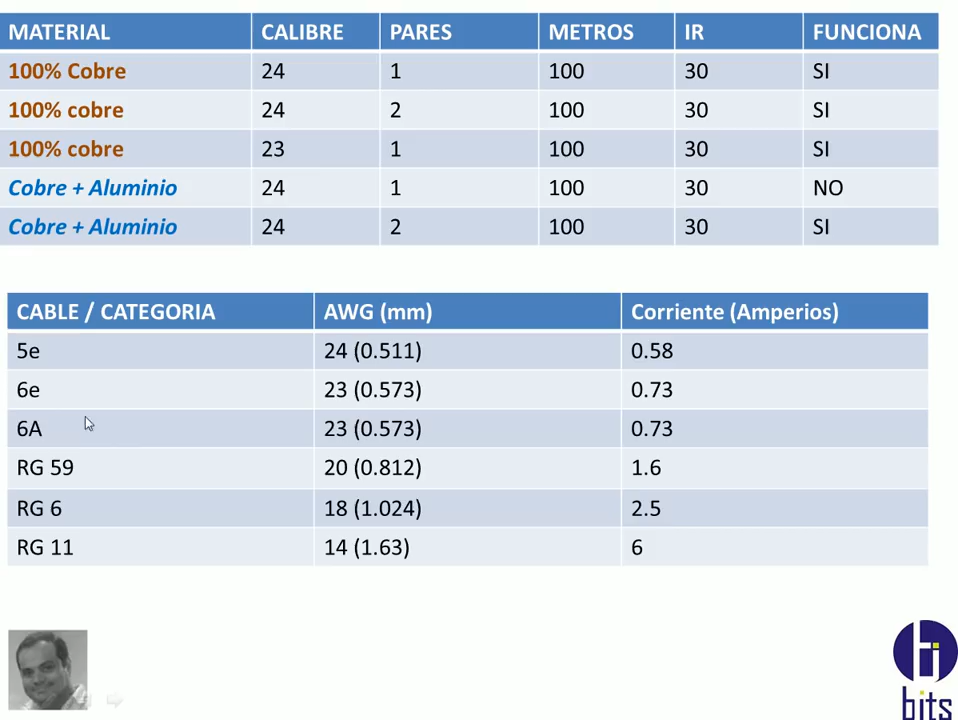 MATERIAL CALIBRE PARES METROS IR FUNCIONA
100% Cobre 24 1 100 30 SI
100% cobre 24 2 100 30 SI
100% cobre 23 1 100 30 SI
Cobre + Aluminio 24 1 100 30 NO
Cobre + Aluminio 24 2 100 30 SI
CABLE / CATEGORIA AWG (mm) Corriente (Amperios)
5e 24 (0.511) 0.58
6e 23 (0.573) 0.73
6A 23 (0.573) 0.73
RG 59 20 (0.812) 1.6
RG 6 18 (1.024) 2.5
RG 11 14 (1.63) 6
bits